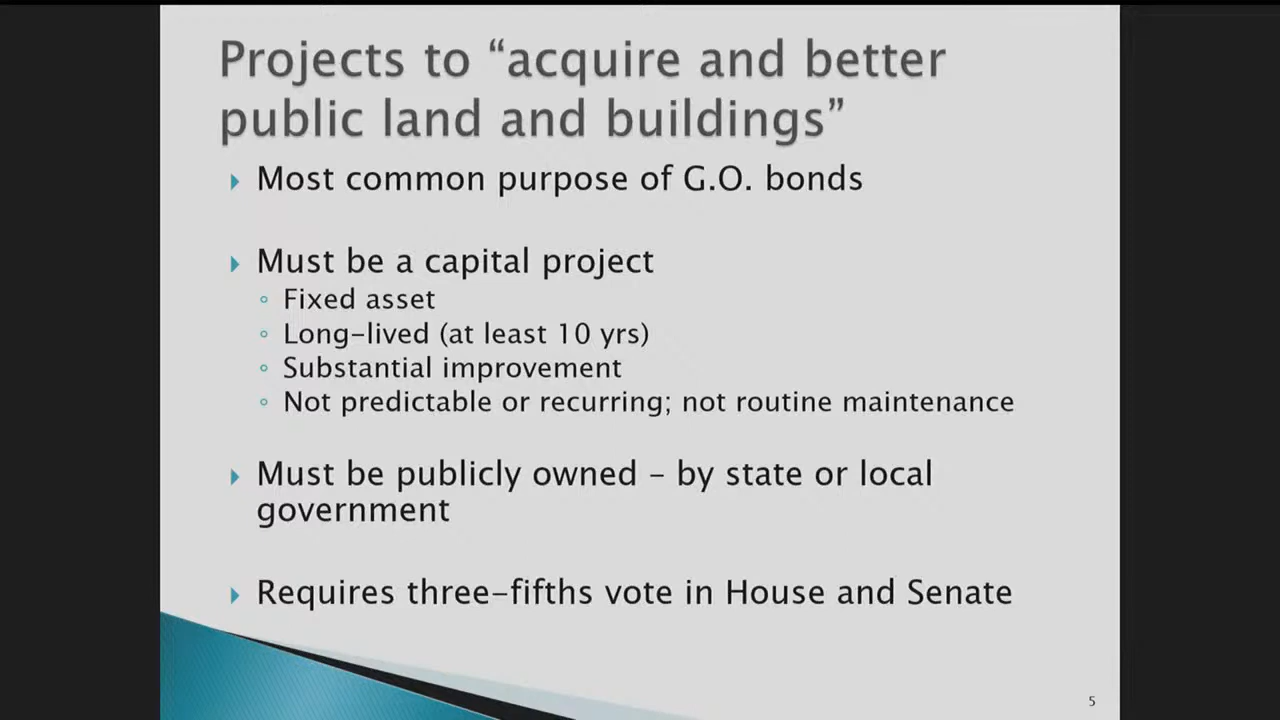 Projects to “acquire and better
public land and buildings”
Most common purpose of G.O. bonds
Must be a capital project
Fixed asset
Long-lived (at least 10 yrs)
Substantial improvement
Not predictable or recurring; not routine maintenance
Must be publicly owned – by state or local
government
Requires three-fifths vote in House and Senate
5